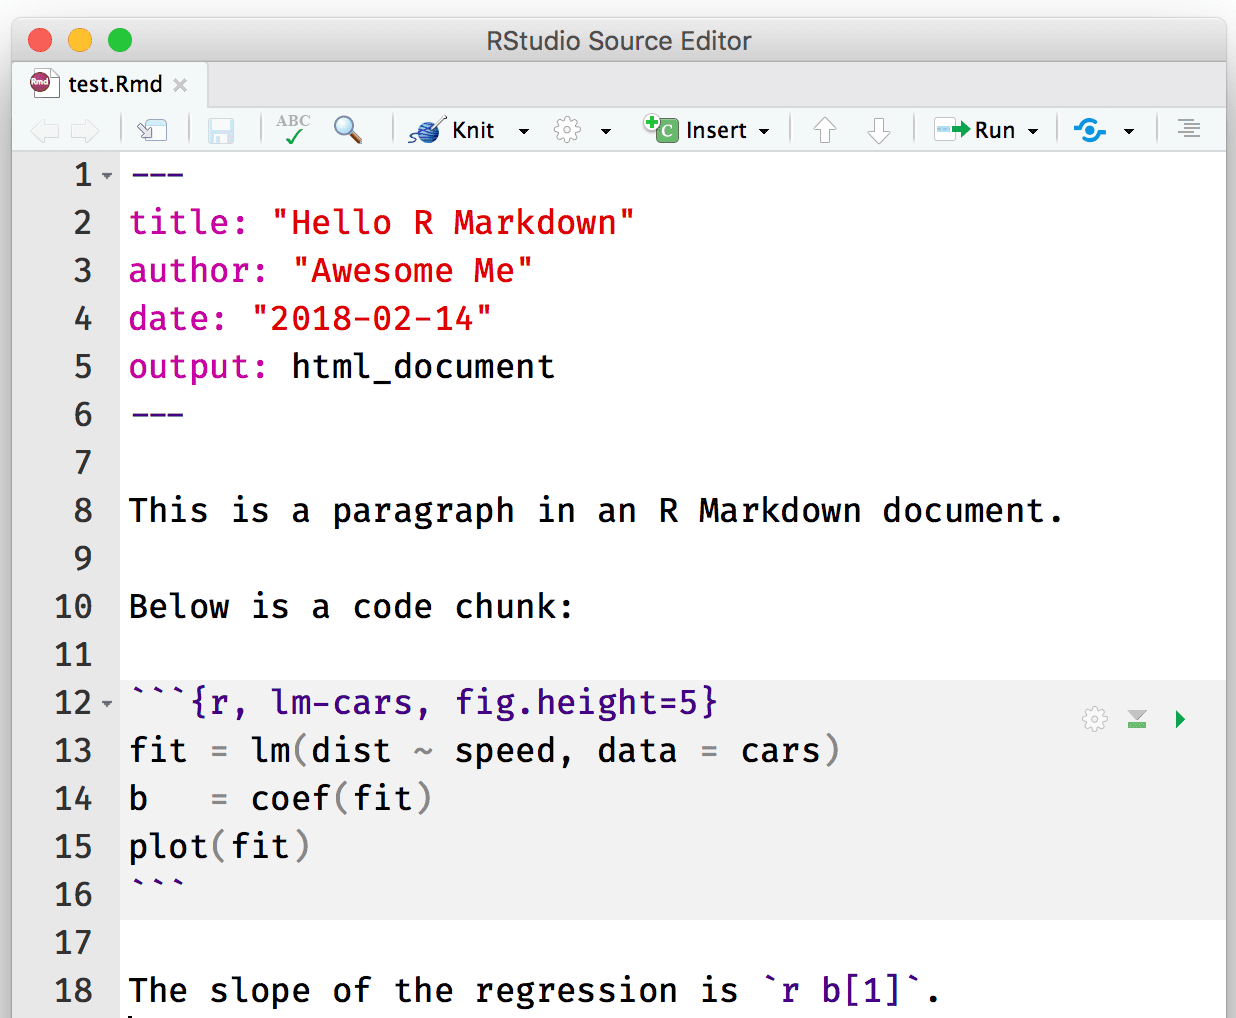 RStudio Source Editor
Rmd test.Rmd
ABC Knit C Insert Run
1 ---
2 title: "Hello R Markdown"
3 author: "Awesome Me"
4 date: "2018-02-14"
5 output: html_document
6 ---
7
8 This is a paragraph in an R Markdown document.
9
10 Below is a code chunk:
11
12 ```{r, lm-cars, fig.height=5}
13 fit = lm(dist ~ speed, data = cars)
14 b   = coef(fit)
15 plot(fit)
16 ```
17
18 The slope of the regression is `r b[1]`.